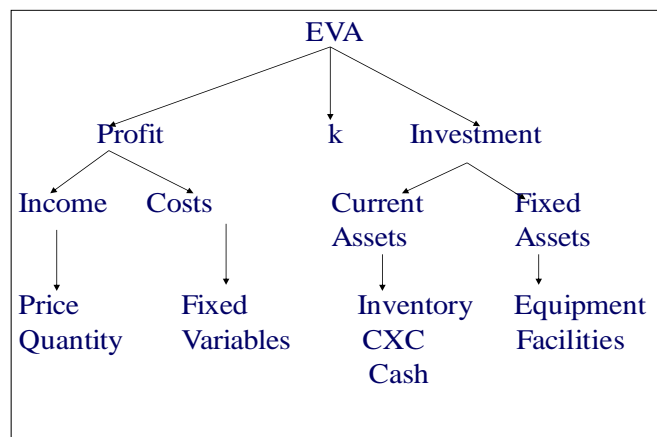 EVA
Profit k Investment
Income Costs Current Fixed
Assets Assets
Price Fixed Inventory Equipment
Quantity Variables CXC Facilities
Cash